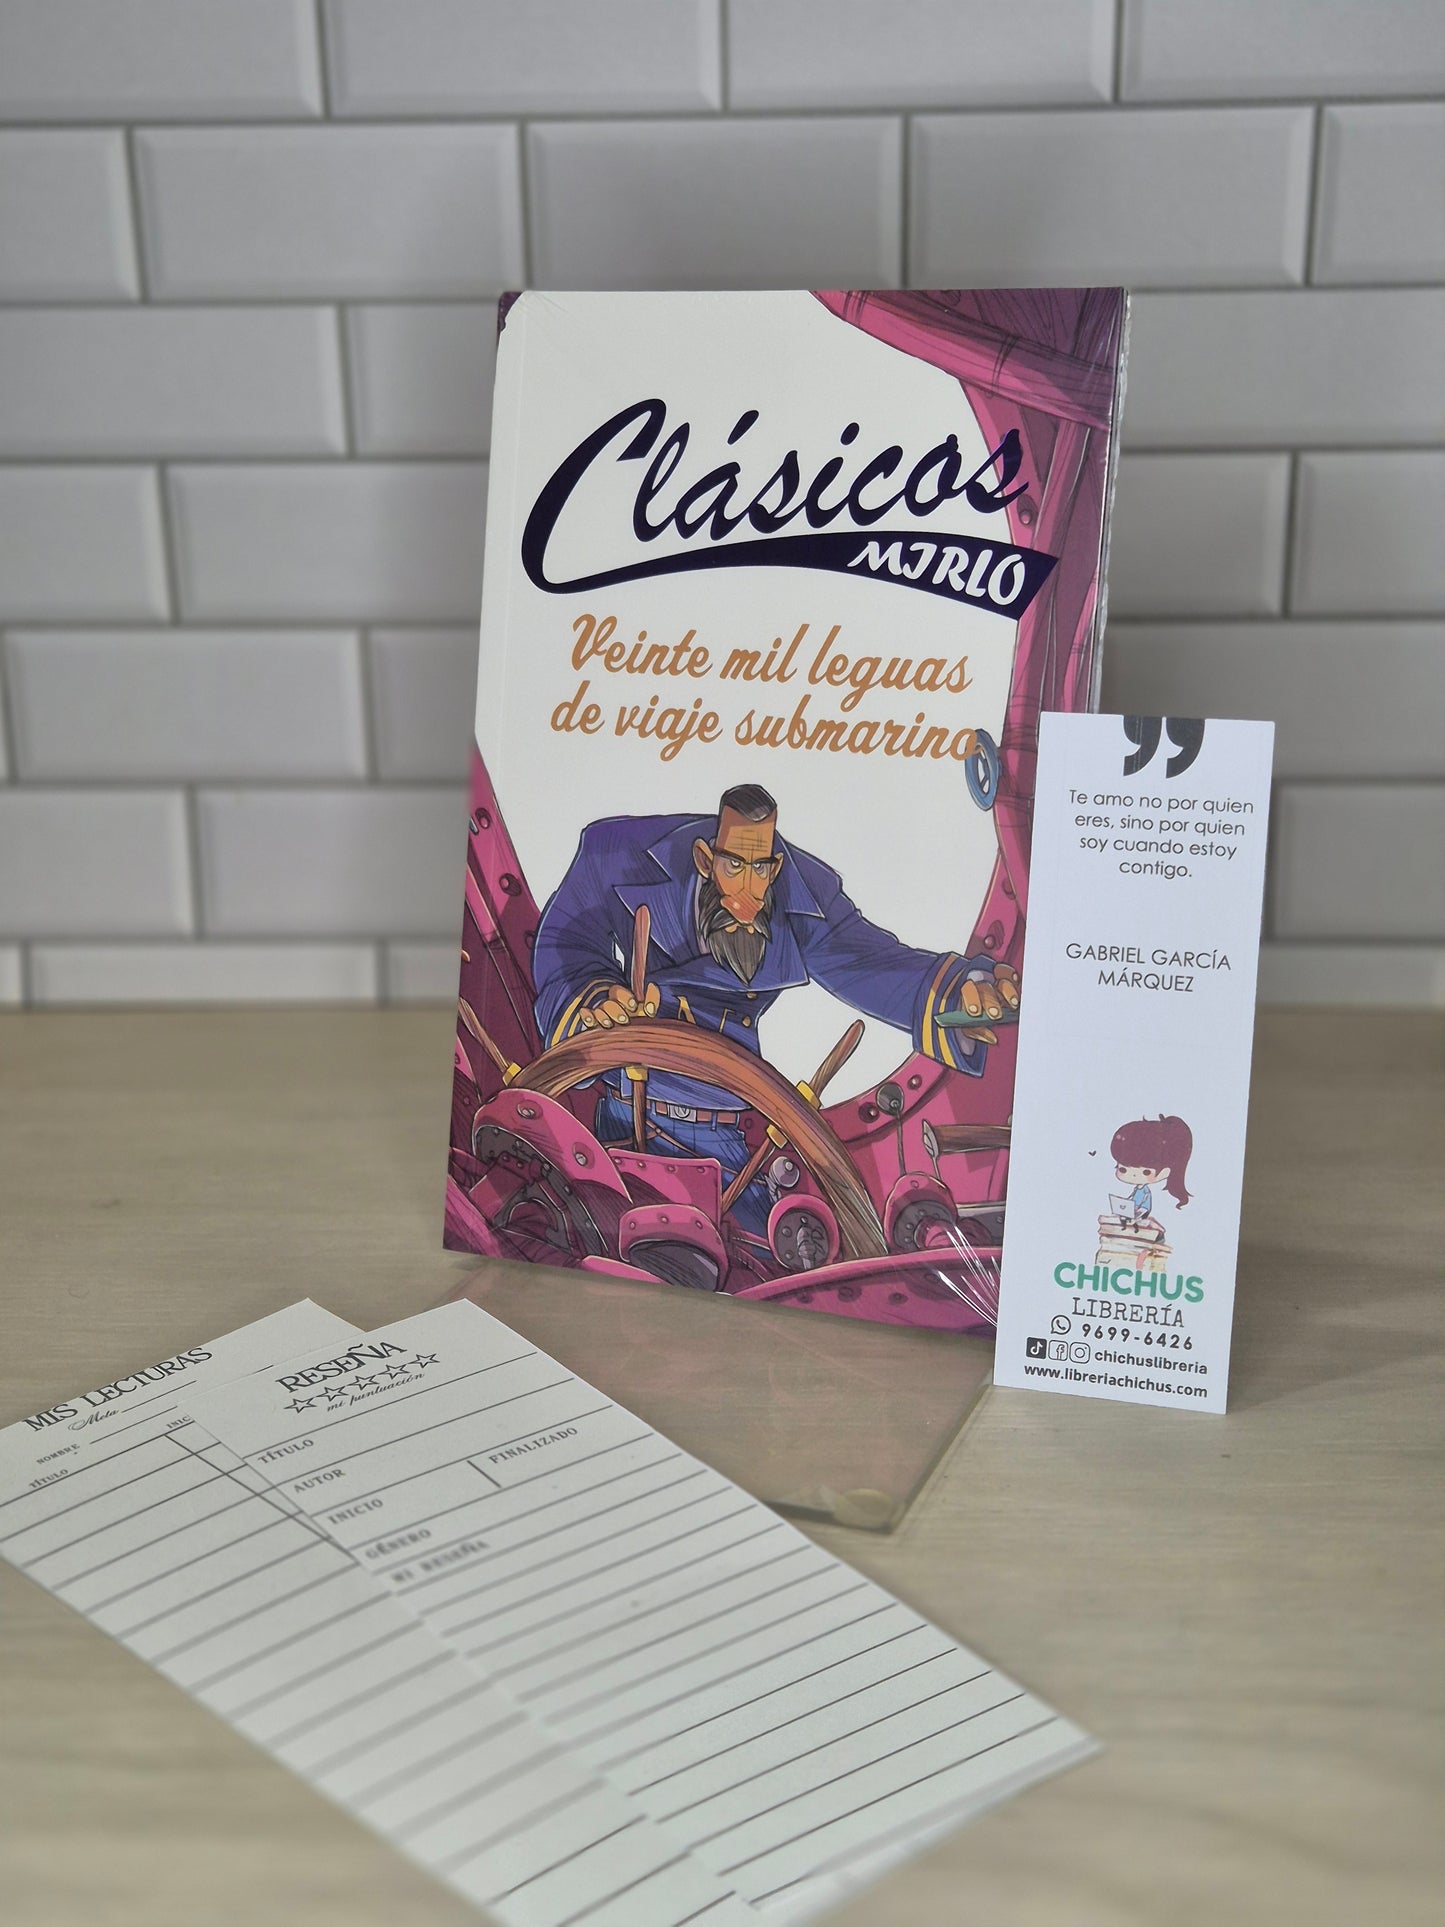 Clásicos
MIRLO
Veinte mil leguas
de viaje submarino
”
Te amo no por quien
eres, sino por quien
soy cuando estoy
contigo.
GABRIEL GARCÍA
MÁRQUEZ
CHICHUS
LIBRERÍA
9699-6426
chichuslibreria
www.libreriachichus.com
MIS LECTURAS
Meta
NOMBRE
TÍTULO
INIC
RESEÑA
mi puntuación
TÍTULO
AUTOR
INICIO FINALIZADO
GÉNERO
MI RESEÑA